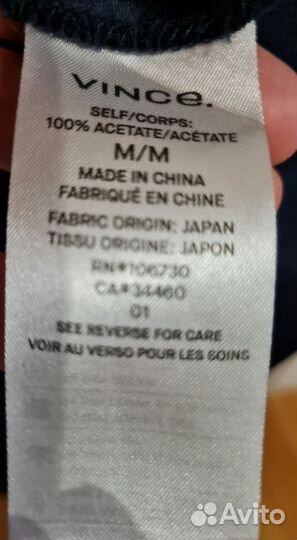 VINCE.
SELF/CORPS:
100% ACETATE/ACÉTATE
M/M
MADE IN CHINA
FABRIQUÉ EN CHINE
FABRIC ORIGIN: JAPAN
TISSU ORIGINE: JAPON
RN#106730
CA#34460
01
SEE REVERSE FOR CARE
VOIR AU VERSO POUR LES SOINS
Avito